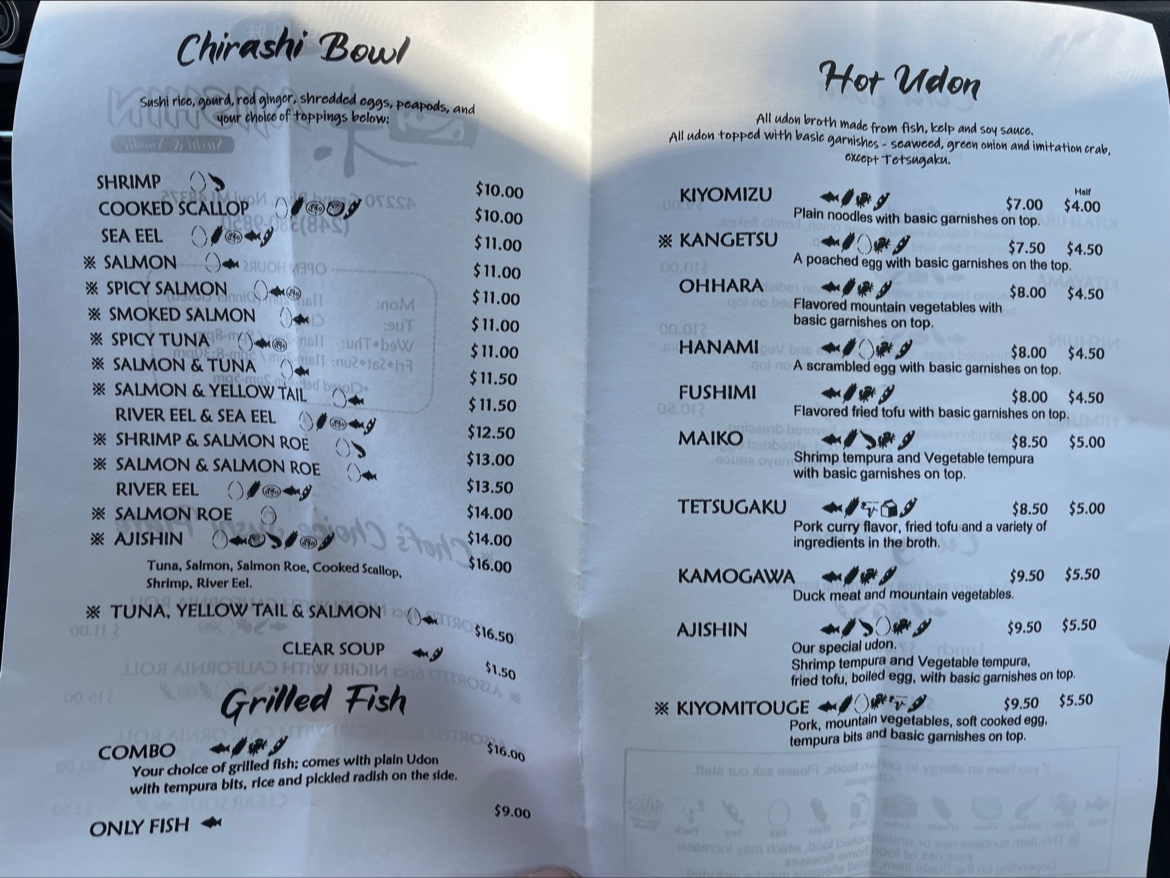 Chirashi Bowl
Sushi rice, gourd, red ginger, shredded eggs, peapods, and
your choice of toppings below:
SHRIMP $10.00
COOKED SCALLOP $10.00
SEA EEL $11.00
※ SALMON $11.00
※ SPICY SALMON $11.00
※ SMOKED SALMON $11.00
※ SPICY TUNA $11.00
※ SALMON & TUNA $11.50
※ SALMON & YELLOW TAIL $11.50
RIVER EEL & SEA EEL $12.50
※ SHRIMP & SALMON ROE $13.00
※ SALMON & SALMON ROE $13.50
RIVER EEL $14.00
※ SALMON ROE $14.00
※ AJISHIN $16.00
Tuna, Salmon, Salmon Roe, Cooked Scallop,
Shrimp, River Eel.
※ TUNA, YELLOW TAIL & SALMON $16.50
CLEAR SOUP $1.50
Grilled Fish
COMBO $16.00
Your choice of grilled fish; comes with plain Udon
with tempura bits, rice and pickled radish on the side.
ONLY FISH $9.00
Hot Udon
All udon broth made from fish, kelp and soy sauce.
All udon topped with basic garnishes - seaweed, green onion and imitation crab,
except Tetsugaku.
Half
KIYOMIZU $7.00 $4.00
Plain noodles with basic garnishes on top.
※ KANGETSU $7.50 $4.50
A poached egg with basic garnishes on the top.
OHHARA $8.00 $4.50
Flavored mountain vegetables with
basic garnishes on top.
HANAMI $8.00 $4.50
A scrambled egg with basic garnishes on top.
FUSHIMI $8.00 $4.50
Flavored fried tofu with basic garnishes on top.
MAIKO $8.50 $5.00
Shrimp tempura and Vegetable tempura
with basic garnishes on top.
TETSUGAKU $8.50 $5.00
Pork curry flavor, fried tofu and a variety of
ingredients in the broth.
KAMOGAWA $9.50 $5.50
Duck meat and mountain vegetables.
AJISHIN $9.50 $5.50
Our special udon.
Shrimp tempura and Vegetable tempura,
fried tofu, boiled egg, with basic garnishes on top.
※ KIYOMITOUGE $9.50 $5.50
Pork, mountain vegetables, soft cooked egg,
tempura bits and basic garnishes on top.